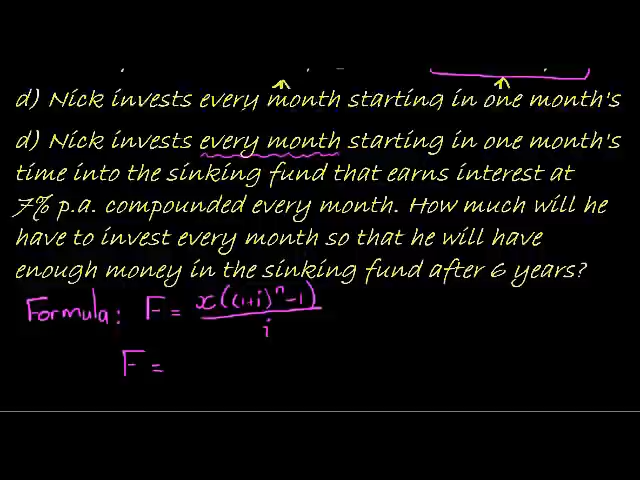 d) Nick invests every month starting in one month's
d) Nick invests every month starting in one month's
time into the sinking fund that earns interest at
7% p.a. compounded every month. How much will he
have to invest every month so that he will have
enough money in the sinking fund after 6 years?
Formula: F = x((1+i)^n-1)/i
F =